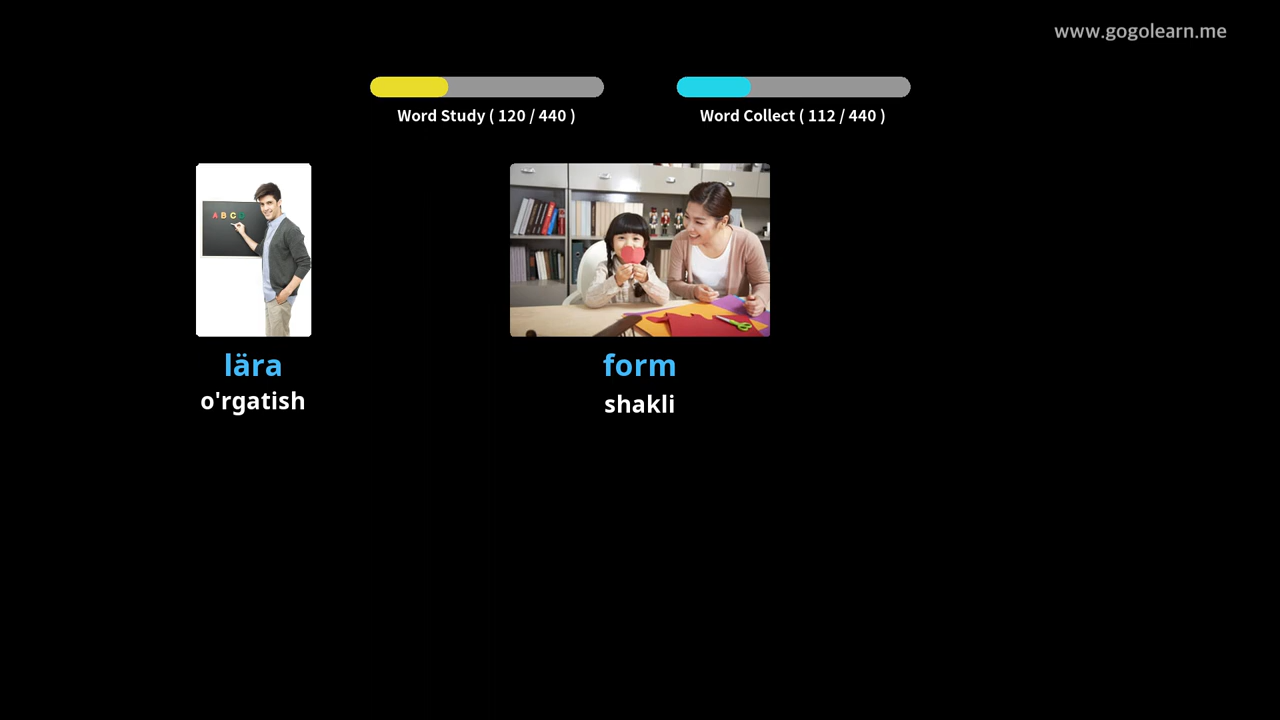 www.gogolearn.me
Word Study ( 120 / 440 )
Word Collect ( 112 / 440 )
A B C D
lära
o'rgatish
form
shakli